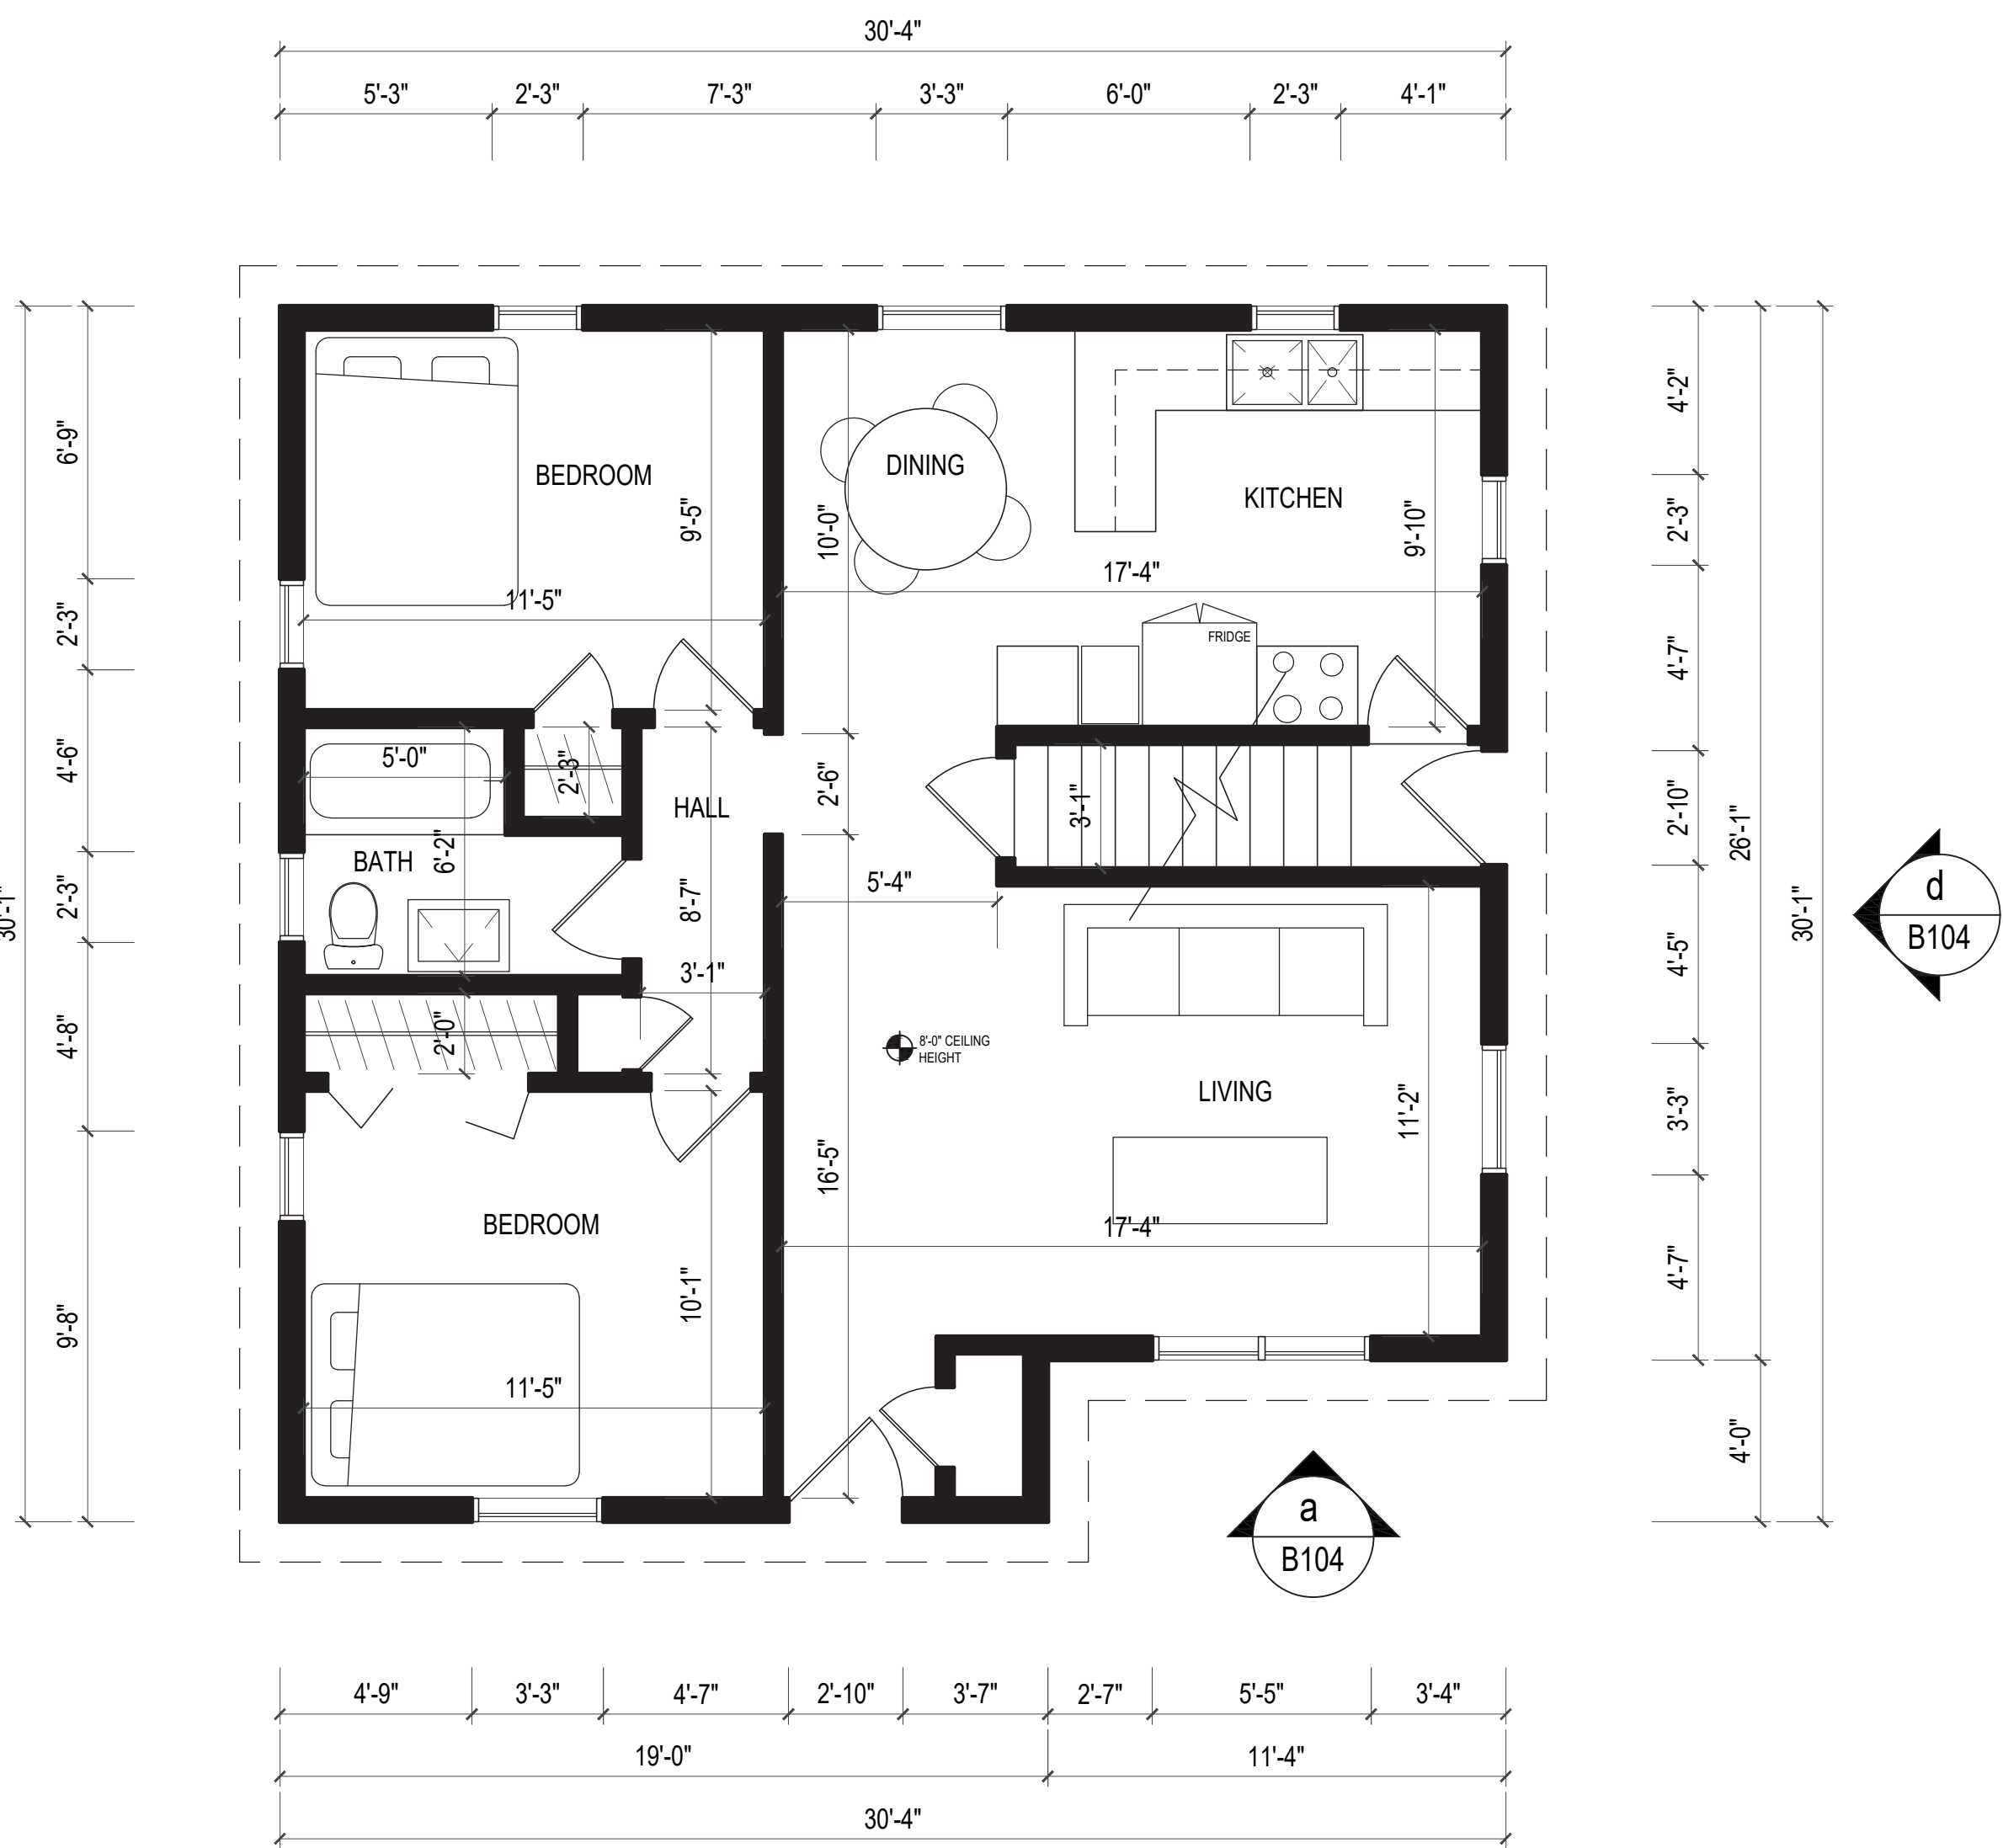 30'-4"
5'-3" 2'-3" 7'-3" 3'-3" 6'-0" 2'-3" 4'-1"
30'-1"
6'-9"
2'-3"
4'-6"
2'-3"
4'-8"
9'-8"
BEDROOM
9'-5"
11'-5"
DINING
10'-0"
KITCHEN
9'-10"
17'-4"
FRIDGE
5'-0"
2'-3"
HALL
2'-6"
3'-1"
BATH
6'-2"
8'-7"
5'-4"
3'-1"
2'-0"
8'-0" CEILING
HEIGHT
LIVING
11'-2"
16'-5"
17'-4"
BEDROOM
10'-1"
11'-5"
4'-2"
2'-3"
4'-7"
2'-10"
4'-5"
3'-3"
4'-7"
26'-1"
4'-0"
30'-1"
d
B104
a
B104
4'-9" 3'-3" 4'-7" 2'-10" 3'-7" 2'-7" 5'-5" 3'-4"
19'-0" 11'-4"
30'-4"